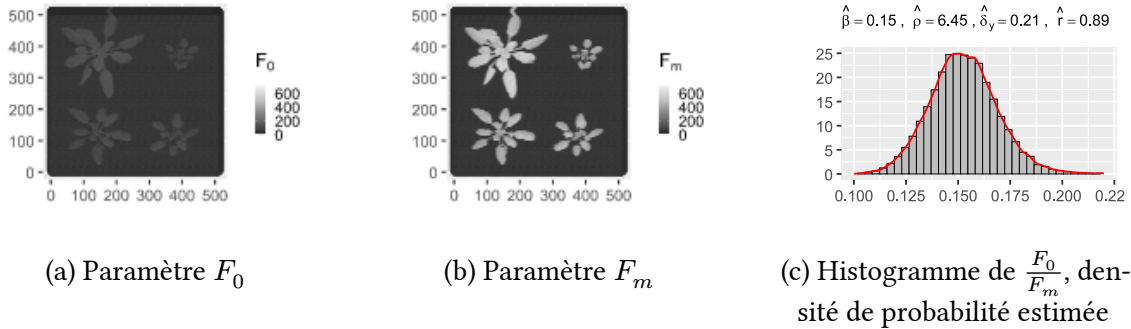 500
400
300
200
100
0
0 100 200 300 400 500
F0
600
400
200
0
500
400
300
200
100
0
0 100 200 300 400 500
Fm
600
400
200
0
β̂ = 0.15 , ρ̂ = 6.45 , δ̂y = 0.21 , r̂ = 0.89
25
20
15
10
5
0
0.100 0.125 0.150 0.175 0.200 0.22
(a) Paramètre F0
(b) Paramètre Fm
(c) Histogramme de F0/Fm, den-
sité de probabilité estimée